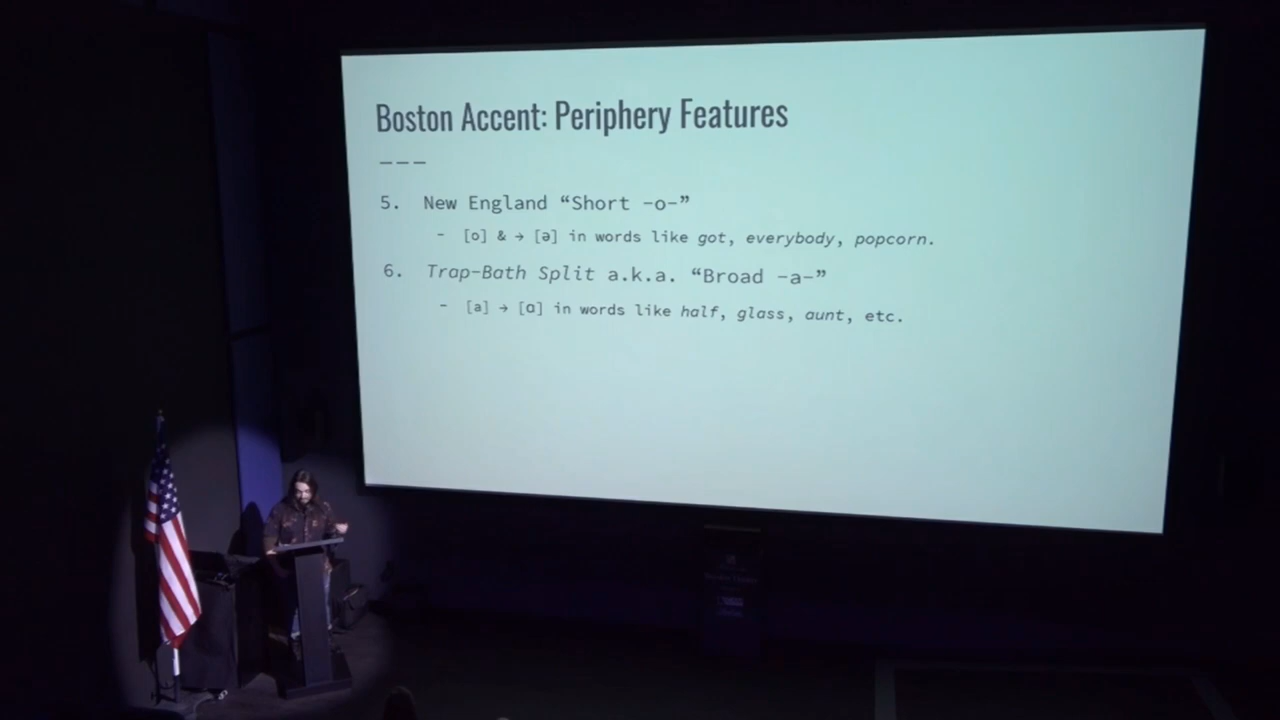 Boston Accent: Periphery Features
———
5. New England “Short -o-”
- [o] & → [ə] in words like got, everybody, popcorn.
6. Trap-Bath Split a.k.a. “Broad -a-”
- [a] → [ɑ] in words like half, glass, aunt, etc.